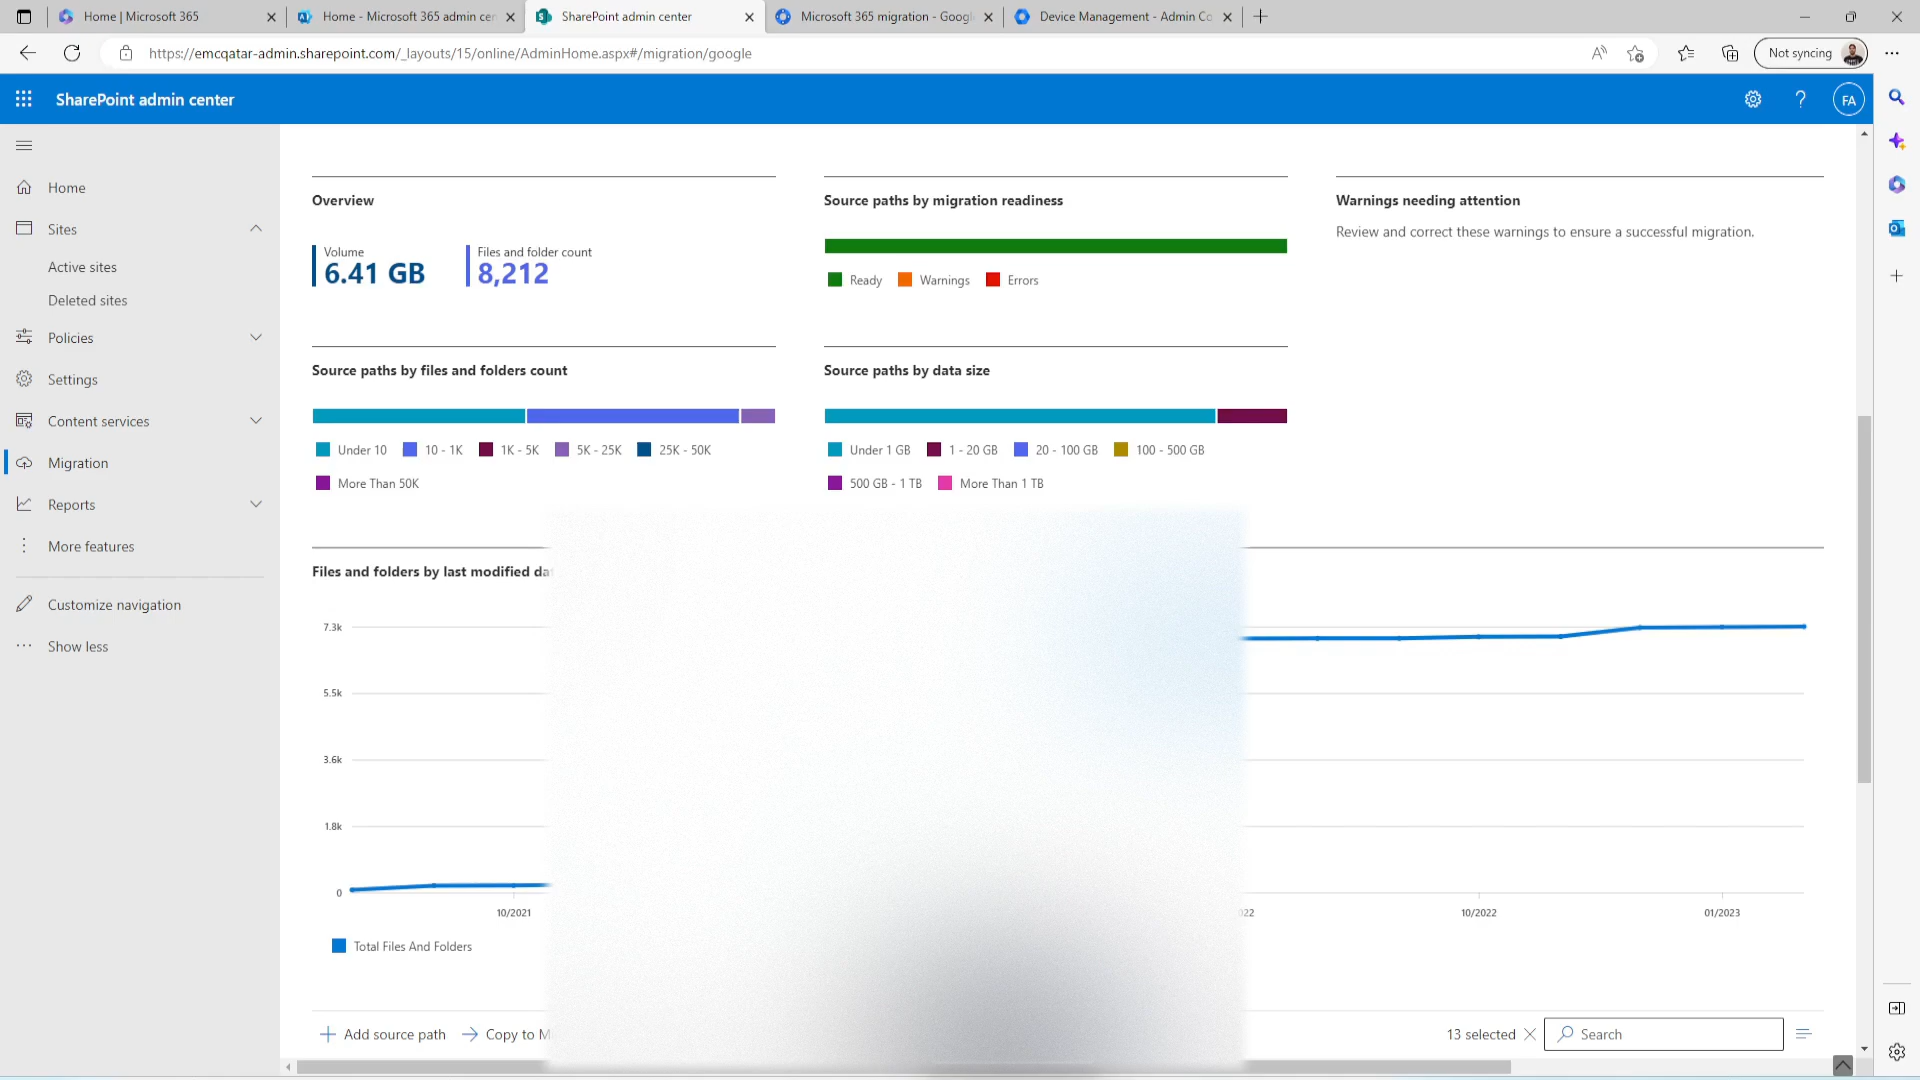 Home | Microsoft 365
Home - Microsoft 365 admin cen
SharePoint admin center
Microsoft 365 migration - Googl
Device Management - Admin Co
https://emcqatar-admin.sharepoint.com/_layouts/15/online/AdminHome.aspx#/migration/google
Not syncing
SharePoint admin center
FA
Home
Sites
Active sites
Deleted sites
Policies
Settings
Content services
Migration
Reports
More features
Customize navigation
Show less
Overview
Volume
6.41 GB
Files and folder count
8,212
Source paths by migration readiness
Ready
Warnings
Errors
Warnings needing attention
Review and correct these warnings to ensure a successful migration.
Source paths by files and folders count
Under 10
10 - 1K
1K - 5K
5K - 25K
25K - 50K
More Than 50K
Source paths by data size
Under 1 GB
1 - 20 GB
20 - 100 GB
100 - 500 GB
500 GB - 1 TB
More Than 1 TB
Files and folders by last modified da
7.3k
5.5k
3.6k
1.8k
0
10/2021
022
10/2022
01/2023
Total Files And Folders
Add source path
Copy to M
13 selected
Search